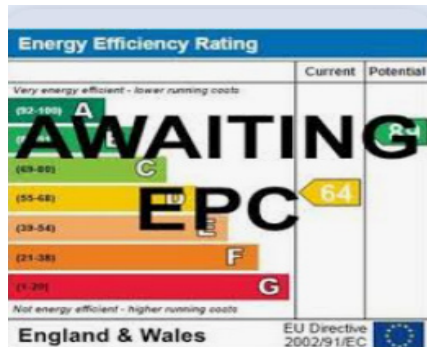 Energy Efficiency Rating
Current Potential
Very energy efficient - lower running costs
(92-100) A
AWAITING
(69-80) C
(55-68) D 64
EPC
(39-54) E
(21-38) F
(1-20) G
Not energy efficient - higher running costs
England & Wales
EU Directive
2002/91/EC